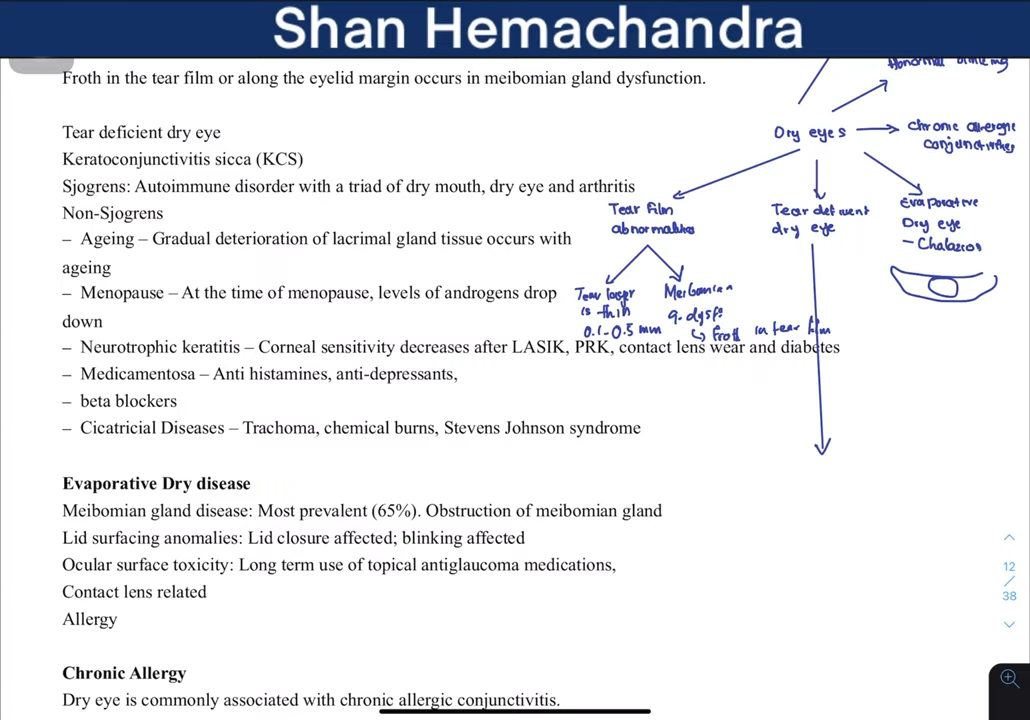 Shan Hemachandra
Froth in the tear film or along the eyelid margin occurs in meibomian gland dysfunction.
Tear deficient dry eye
Keratoconjunctivitis sicca (KCS)
Sjogrens: Autoimmune disorder with a triad of dry mouth, dry eye and arthritis
Non-Sjogrens
– Ageing – Gradual deterioration of lacrimal gland tissue occurs with
ageing
– Menopause – At the time of menopause, levels of androgens drop
down
– Neurotrophic keratitis – Corneal sensitivity decreases after LASIK, PRK, contact lens wear and diabetes
– Medicamentosa – Anti histamines, anti-depressants,
– beta blockers
– Cicatricial Diseases – Trachoma, chemical burns, Stevens Johnson syndrome
Evaporative Dry disease
Meibomian gland disease: Most prevalent (65%). Obstruction of meibomian gland
Lid surfacing anomalies: Lid closure affected; blinking affected
Ocular surface toxicity: Long term use of topical antiglaucoma medications,
Contact lens related
Allergy
Chronic Allergy
Dry eye is commonly associated with chronic allergic conjunctivitis.
Dry eyes
chronic
Tear Film
Tear
dry eye
Evaporative
Dry eye
is thin
0.1-0.5 mm
g. dysf:
Froth in tear film
12
/
38